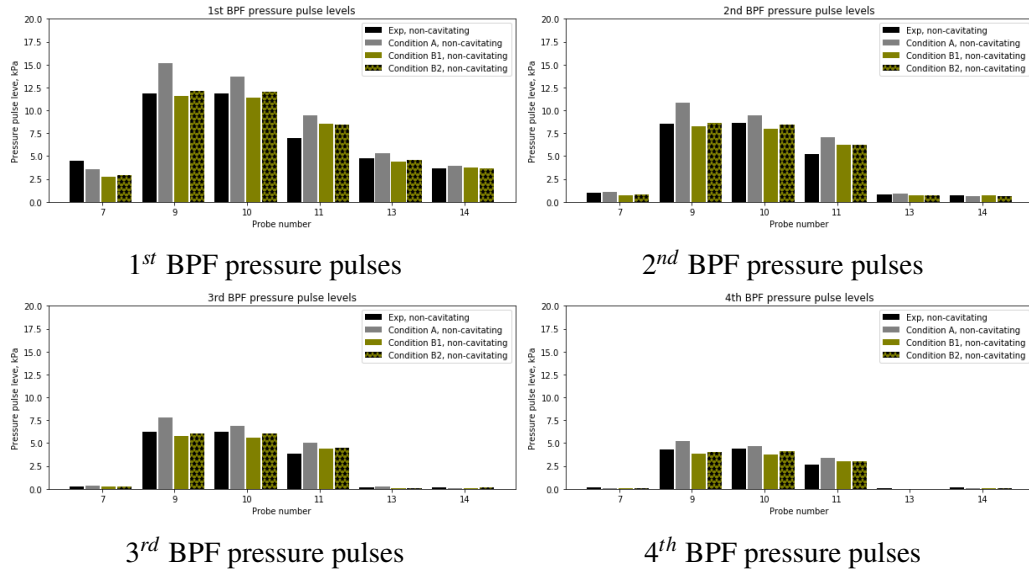 1st BPF pressure pulse levels
20.0
17.5
15.0
12.5
10.0
7.5
5.0
2.5
0.0
Pressure pulse leve, kPa
Exp, non-cavitating
Condition A, non-cavitating
Condition B1, non-cavitating
Condition B2, non-cavitating
7 9 10 11 13 14
Probe number
1st BPF pressure pulses
2nd BPF pressure pulse levels
20.0
17.5
15.0
12.5
10.0
7.5
5.0
2.5
0.0
Pressure pulse leve, kPa
Exp, non-cavitating
Condition A, non-cavitating
Condition B1, non-cavitating
Condition B2, non-cavitating
7 9 10 11 13 14
Probe number
2nd BPF pressure pulses
3rd BPF pressure pulse levels
20.0
17.5
15.0
12.5
10.0
7.5
5.0
2.5
0.0
Pressure pulse leve, kPa
Exp, non-cavitating
Condition A, non-cavitating
Condition B1, non-cavitating
Condition B2, non-cavitating
7 9 10 11 13 14
Probe number
3rd BPF pressure pulses
4th BPF pressure pulse levels
20.0
17.5
15.0
12.5
10.0
7.5
5.0
2.5
0.0
Pressure pulse leve, kPa
Exp, non-cavitating
Condition A, non-cavitating
Condition B1, non-cavitating
Condition B2, non-cavitating
7 9 10 11 13 14
Probe number
4th BPF pressure pulses